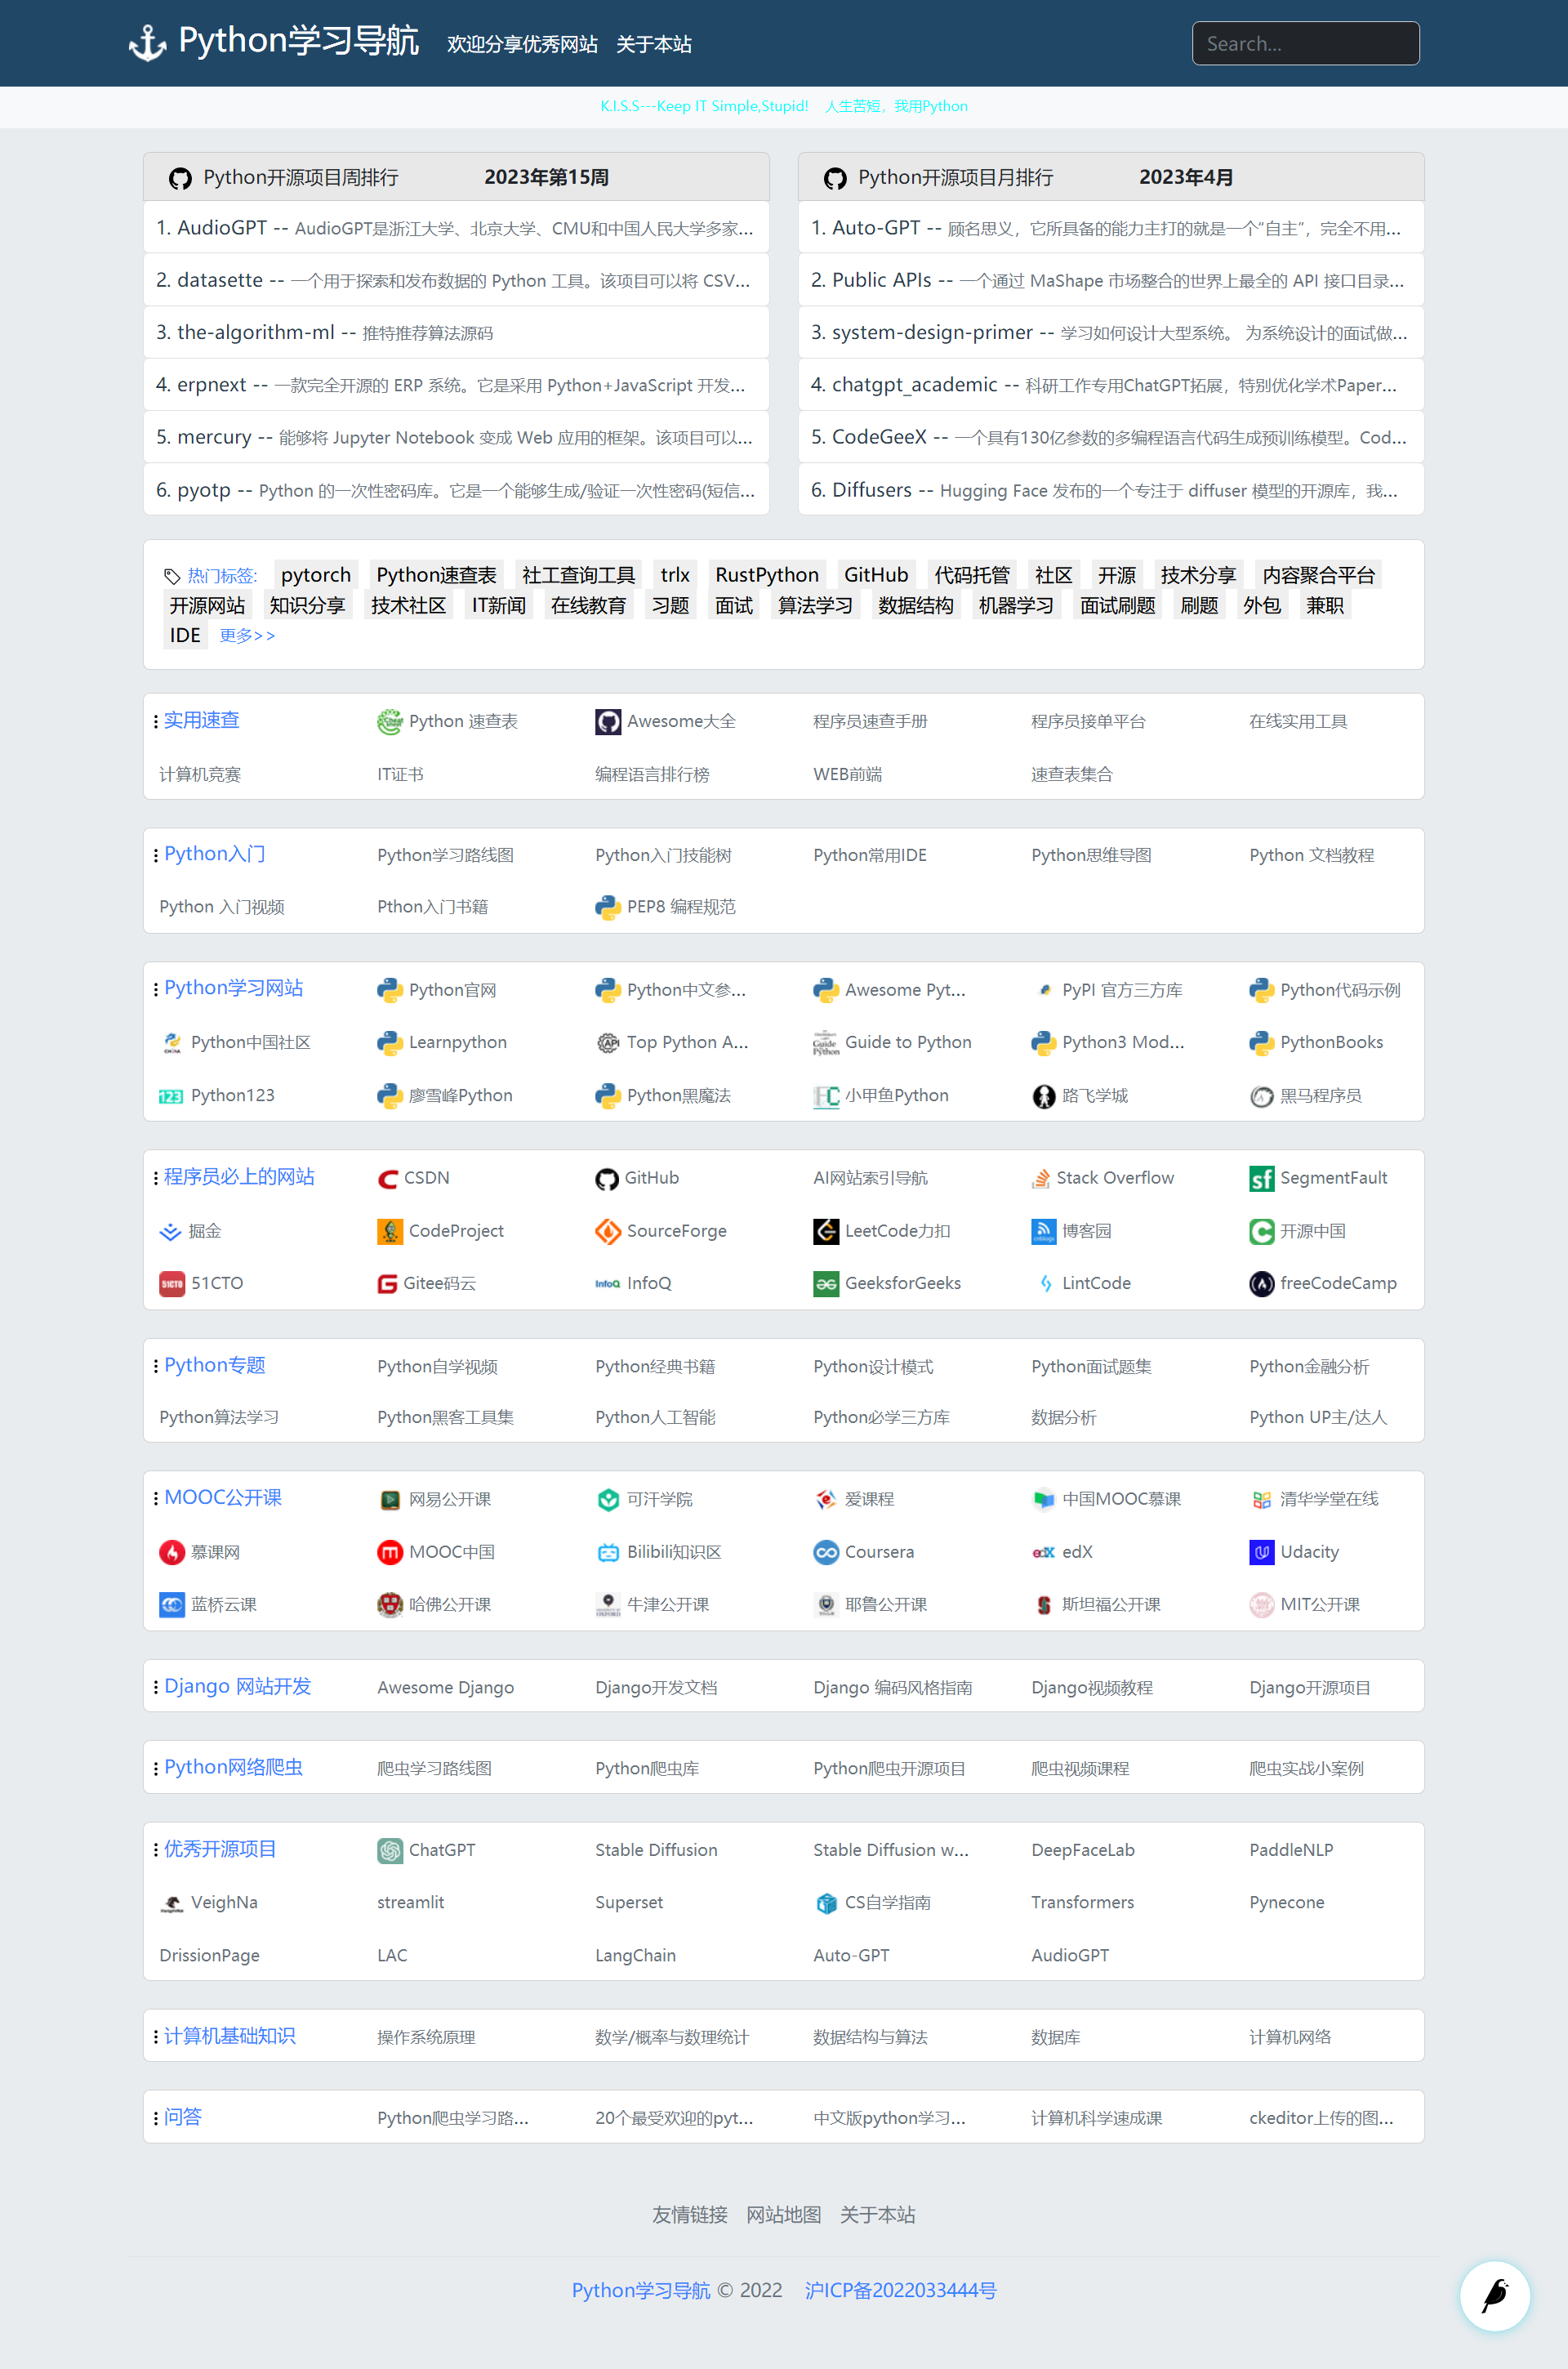 Python学习导航 欢迎分享优秀网站 关于本站 Search...
K.I.S.S---Keep IT Simple,Stupid! 人生苦短，我用Python
Python开源项目周排行 2023年第15周
1. AudioGPT -- AudioGPT是浙江大学、北京大学、CMU和中国人民大学多家...
2. datasette -- 一个用于探索和发布数据的 Python 工具。该项目可以将 CSV...
3. the-algorithm-ml -- 推特推荐算法源码
4. erpnext -- 一款完全开源的 ERP 系统。它是采用 Python+JavaScript 开发...
5. mercury -- 能够将 Jupyter Notebook 变成 Web 应用的框架。该项目可以...
6. pyotp -- Python 的一次性密码库。它是一个能够生成/验证一次性密码(短信...
Python开源项目月排行 2023年4月
1. Auto-GPT -- 顾名思义，它所具备的能力主打的就是一个“自主”，完全不用...
2. Public APIs -- 一个通过 MaShape 市场整合的世界上最全的 API 接口目录...
3. system-design-primer -- 学习如何设计大型系统。 为系统设计的面试做...
4. chatgpt_academic -- 科研工作专用ChatGPT拓展，特别优化学术Paper...
5. CodeGeeX -- 一个具有130亿参数的多编程语言代码生成预训练模型。Cod...
6. Diffusers -- Hugging Face 发布的一个专注于 diffuser 模型的开源库，我...
热门标签: pytorch Python速查表 社工查询工具 trlx RustPython GitHub 代码托管 社区 开源 技术分享 内容聚合平台
开源网站 知识分享 技术社区 IT新闻 在线教育 习题 面试 算法学习 数据结构 机器学习 面试刷题 刷题 外包 兼职
IDE 更多>>
实用速查 Python 速查表 Awesome大全 程序员速查手册 程序员接单平台 在线实用工具
计算机竞赛 IT证书 编程语言排行榜 WEB前端 速查表集合
Python入门 Python学习路线图 Python入门技能树 Python常用IDE Python思维导图 Python 文档教程
Python 入门视频 Pthon入门书籍 PEP8 编程规范
Python学习网站 Python官网 Python中文参... Awesome Pyt... PyPI 官方三方库 Python代码示例
Python中国社区 Learnpython Top Python A... Guide to Python Python3 Mod... PythonBooks
123 Python123 廖雪峰Python Python黑魔法 小甲鱼Python 路飞学城 黑马程序员
程序员必上的网站 CSDN GitHub AI网站索引导航 Stack Overflow sf SegmentFault
掘金 CodeProject SourceForge LeetCode力扣 博客园 开源中国
51CTO 51CTO Gitee码云 InfoQ InfoQ GeeksforGeeks LintCode freeCodeCamp
Python专题 Python自学视频 Python经典书籍 Python设计模式 Python面试题集 Python金融分析
Python算法学习 Python黑客工具集 Python人工智能 Python必学三方库 数据分析 Python UP主/达人
MOOC公开课 网易公开课 可汗学院 爱课程 中国MOOC慕课 清华学堂在线
慕课网 MOOC中国 Bilibili知识区 Coursera edX edX Udacity
蓝桥云课 哈佛公开课 牛津公开课 耶鲁公开课 斯坦福公开课 MIT公开课
Django 网站开发 Awesome Django Django开发文档 Django 编码风格指南 Django视频教程 Django开源项目
Python网络爬虫 爬虫学习路线图 Python爬虫库 Python爬虫开源项目 爬虫视频课程 爬虫实战小案例
优秀开源项目 ChatGPT Stable Diffusion Stable Diffusion w... DeepFaceLab PaddleNLP
VeighNa streamlit Superset CS自学指南 Transformers Pynecone
DrissionPage LAC LangChain Auto-GPT AudioGPT
计算机基础知识 操作系统原理 数学/概率与数理统计 数据结构与算法 数据库 计算机网络
问答 Python爬虫学习路... 20个最受欢迎的pyt... 中文版python学习... 计算机科学速成课 ckeditor上传的图...
友情链接 网站地图 关于本站
Python学习导航 © 2022 沪ICP备2022033444号